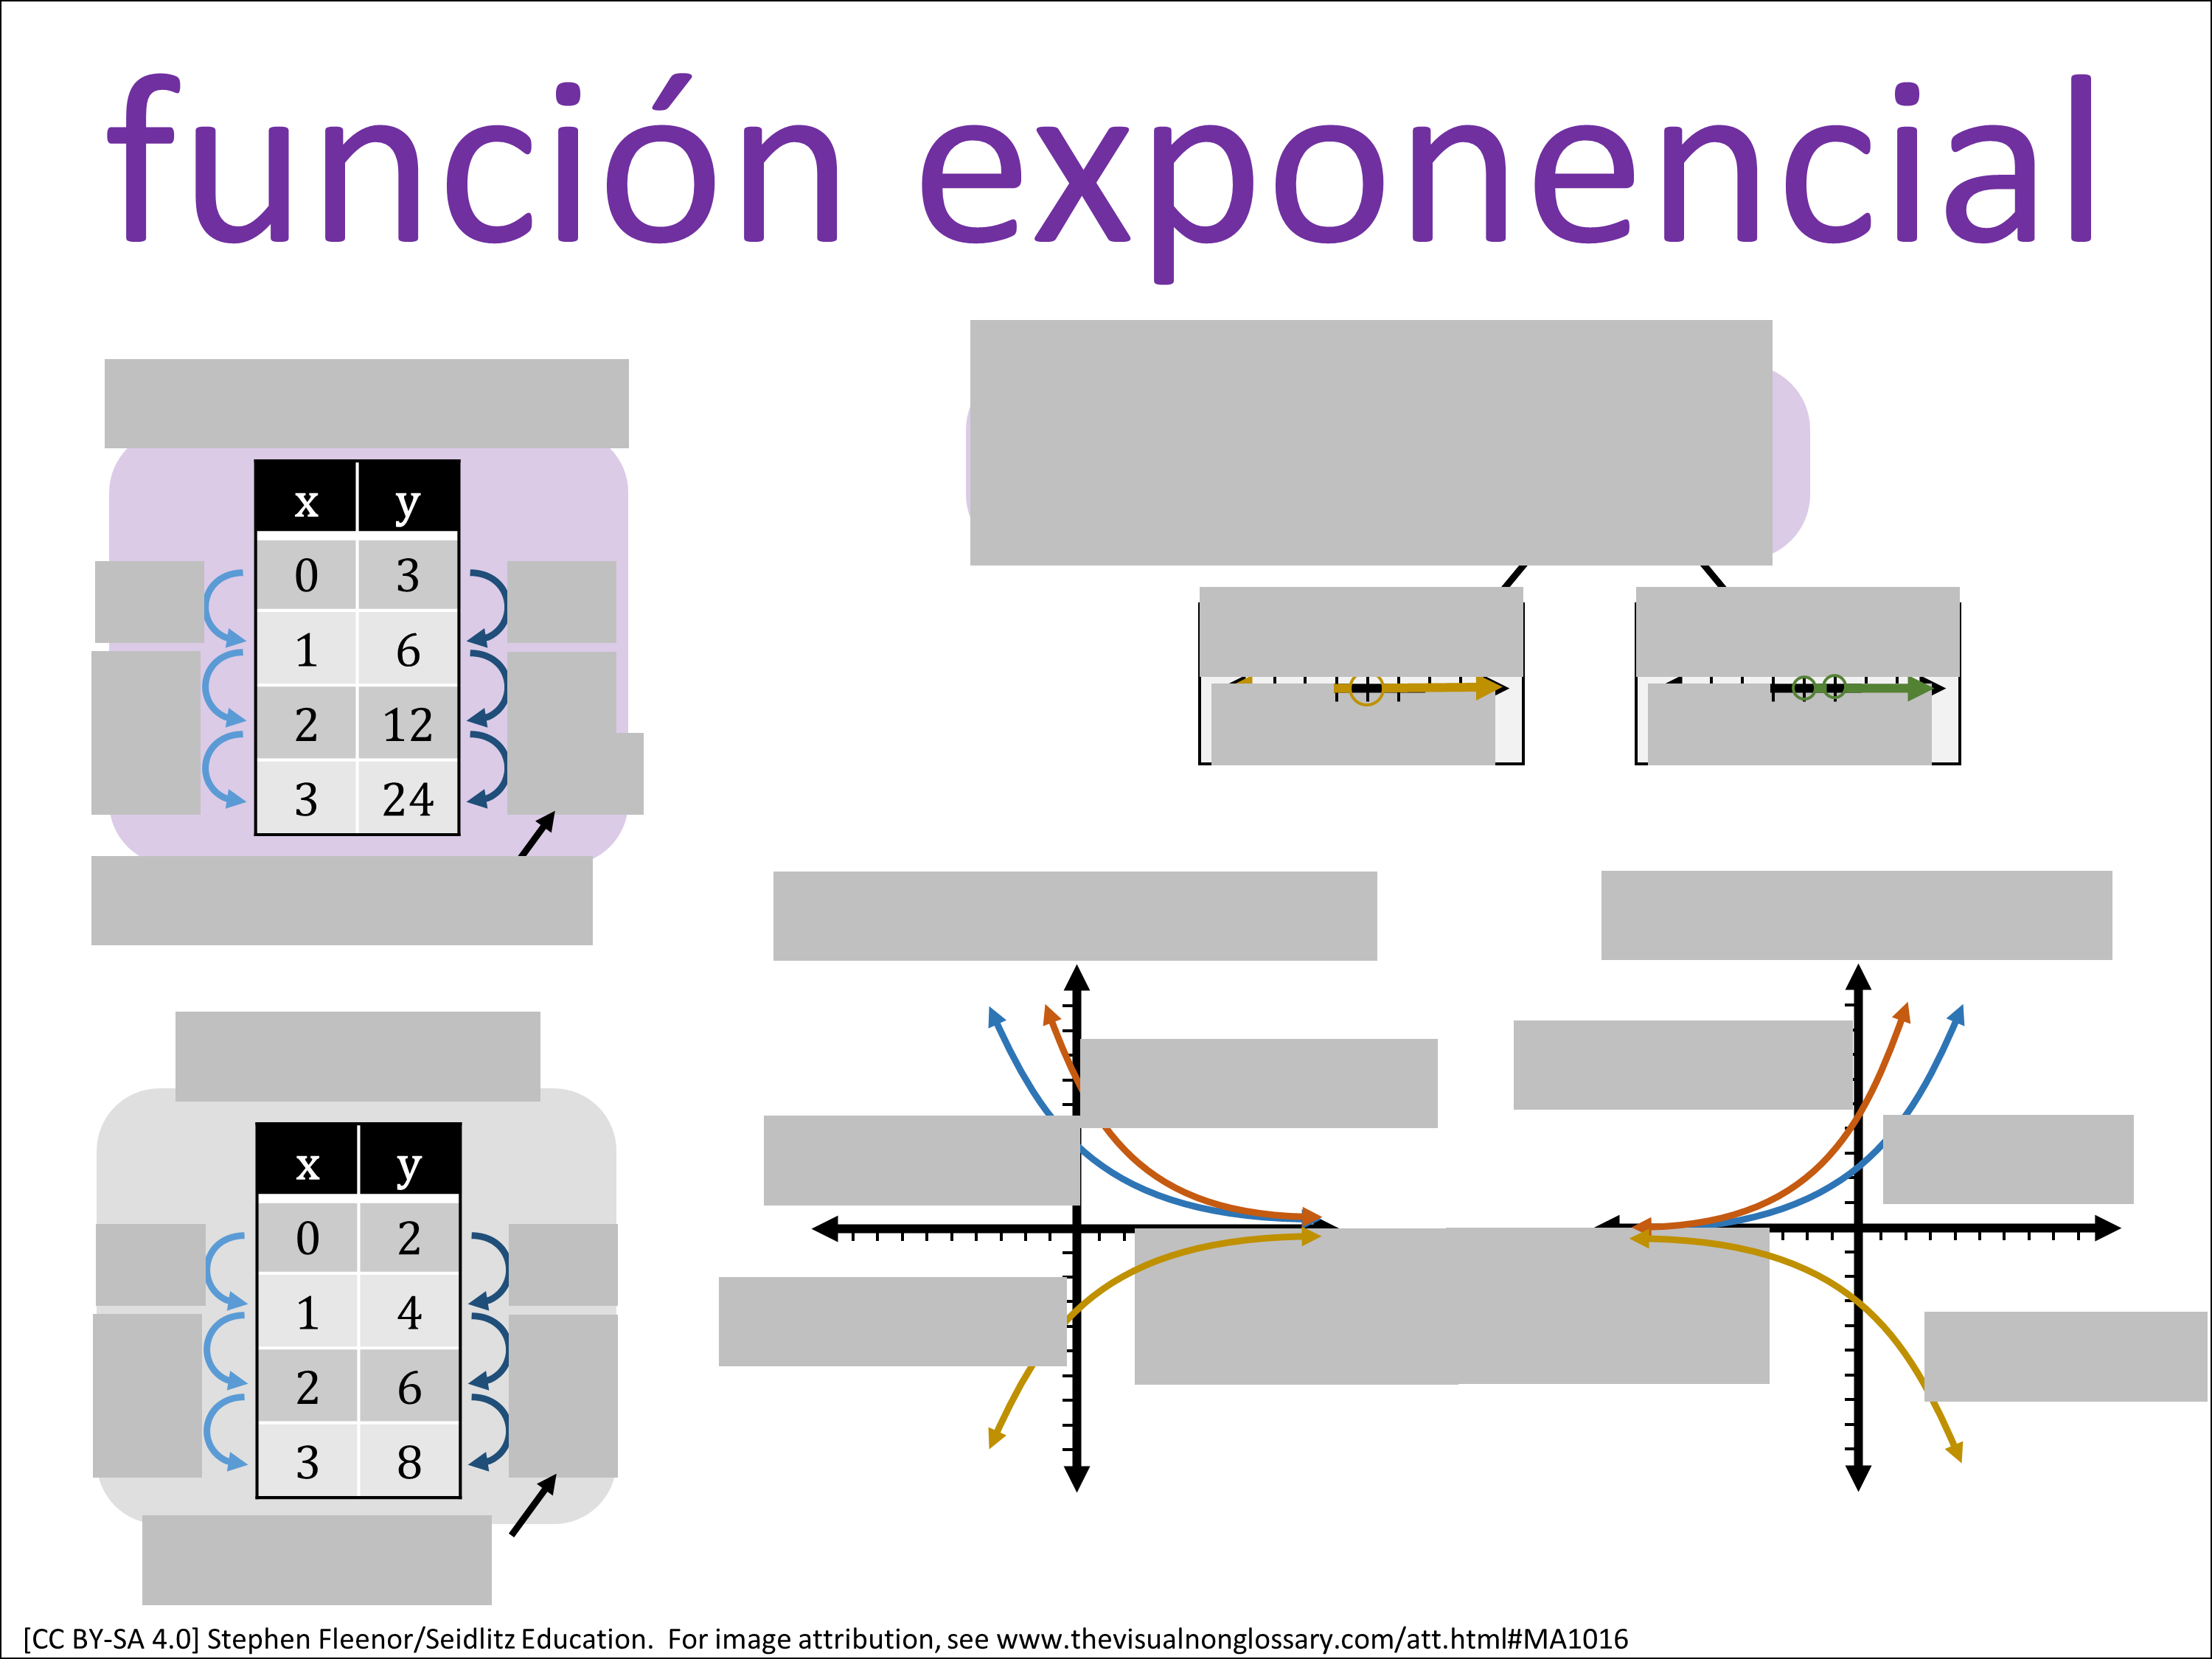 función exponencial
x y
0 3
1 6
2 12
3 24
x y
0 2
1 4
2 6
3 8
[CC BY-SA 4.0] Stephen Fleenor/Seidlitz Education.  For image attribution, see www.thevisualnonglossary.com/att.html#MA1016